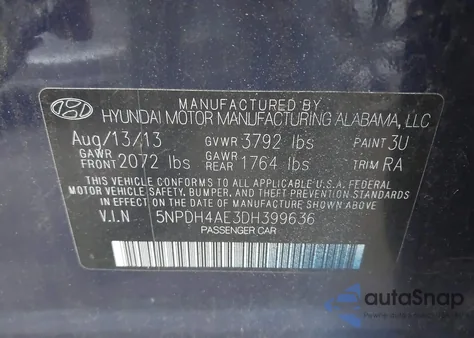 MANUFACTURED BY
HYUNDAI MOTOR MANUFACTURING ALABAMA, LLC
Aug/13/13 GVWR 3792 lbs PAINT 3U
GAWR FRONT 2072 lbs GAWR REAR 1764 lbs TRIM RA
THIS VEHICLE CONFORMS TO ALL APPLICABLE U.S.A. FEDERAL
MOTOR VEHICLE SAFETY, BUMPER, AND THEFT PREVENTION
STANDARDS IN EFFECT ON THE DATE OF MANUFACTURE SHOWN ABOVE.
V.I.N 5NPDH4AE3DH399636
PASSENGER CAR
autoSnap